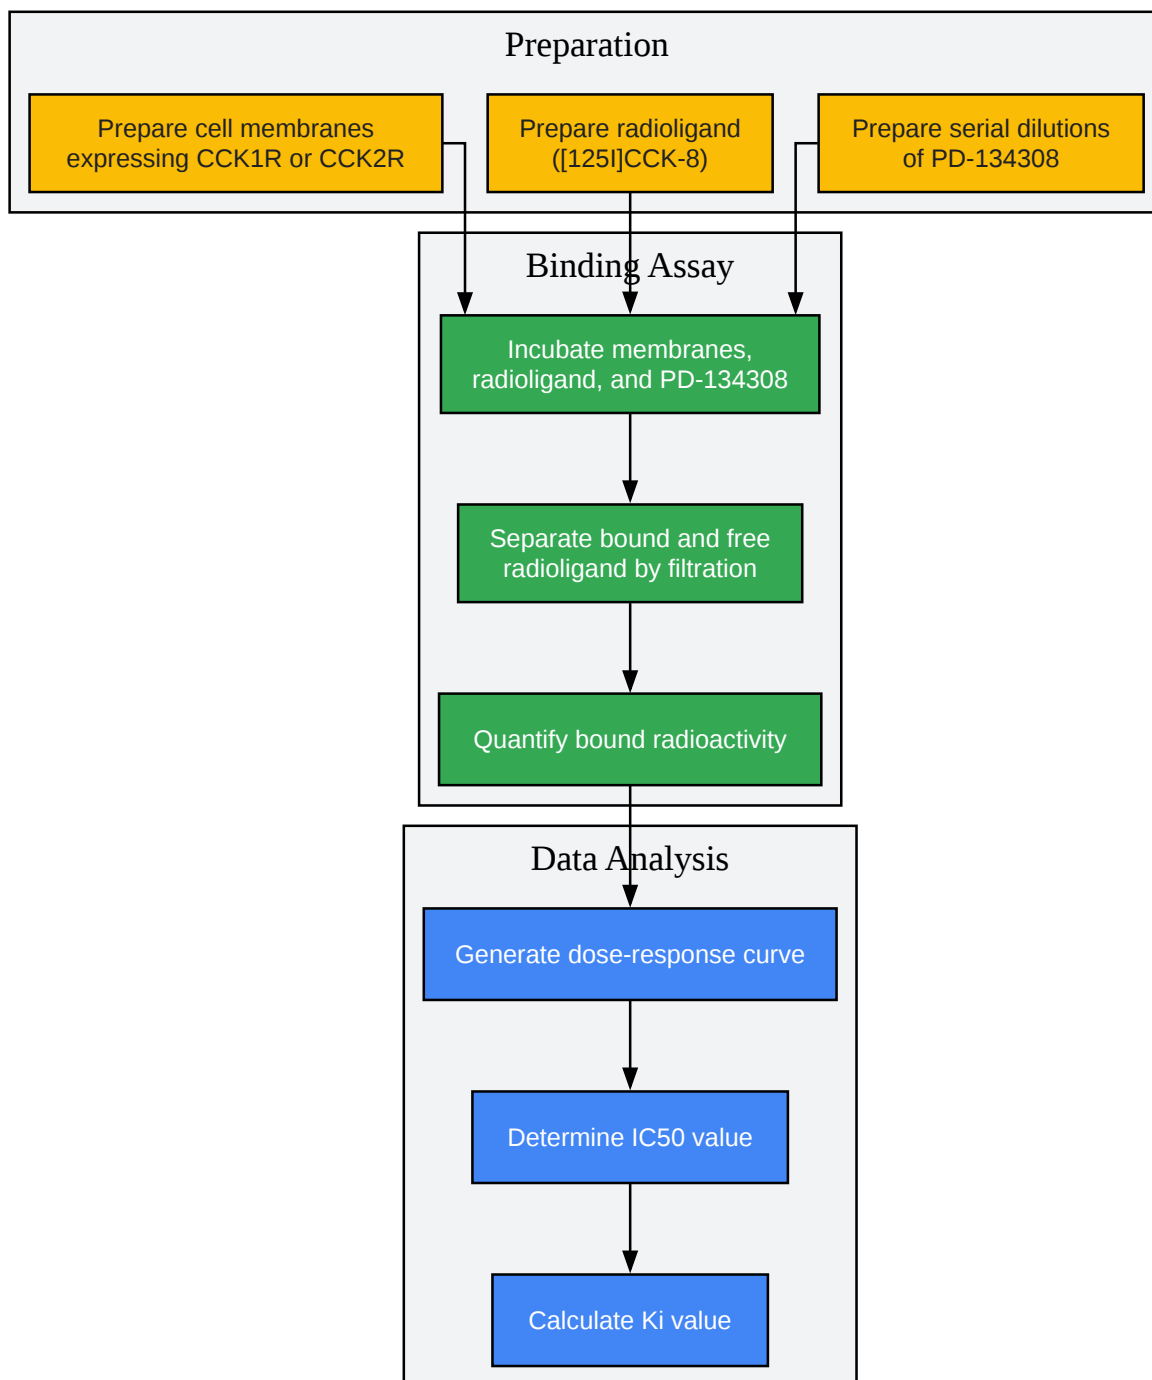 Preparation
Prepare cell membranes
expressing CCK1R or CCK2R
Prepare radioligand
([125I]CCK-8)
Prepare serial dilutions
of PD-134308
Binding Assay
Incubate membranes,
radioligand, and PD-134308
Separate bound and free
radioligand by filtration
Quantify bound radioactivity
Data Analysis
Generate dose-response curve
Determine IC50 value
Calculate Ki value